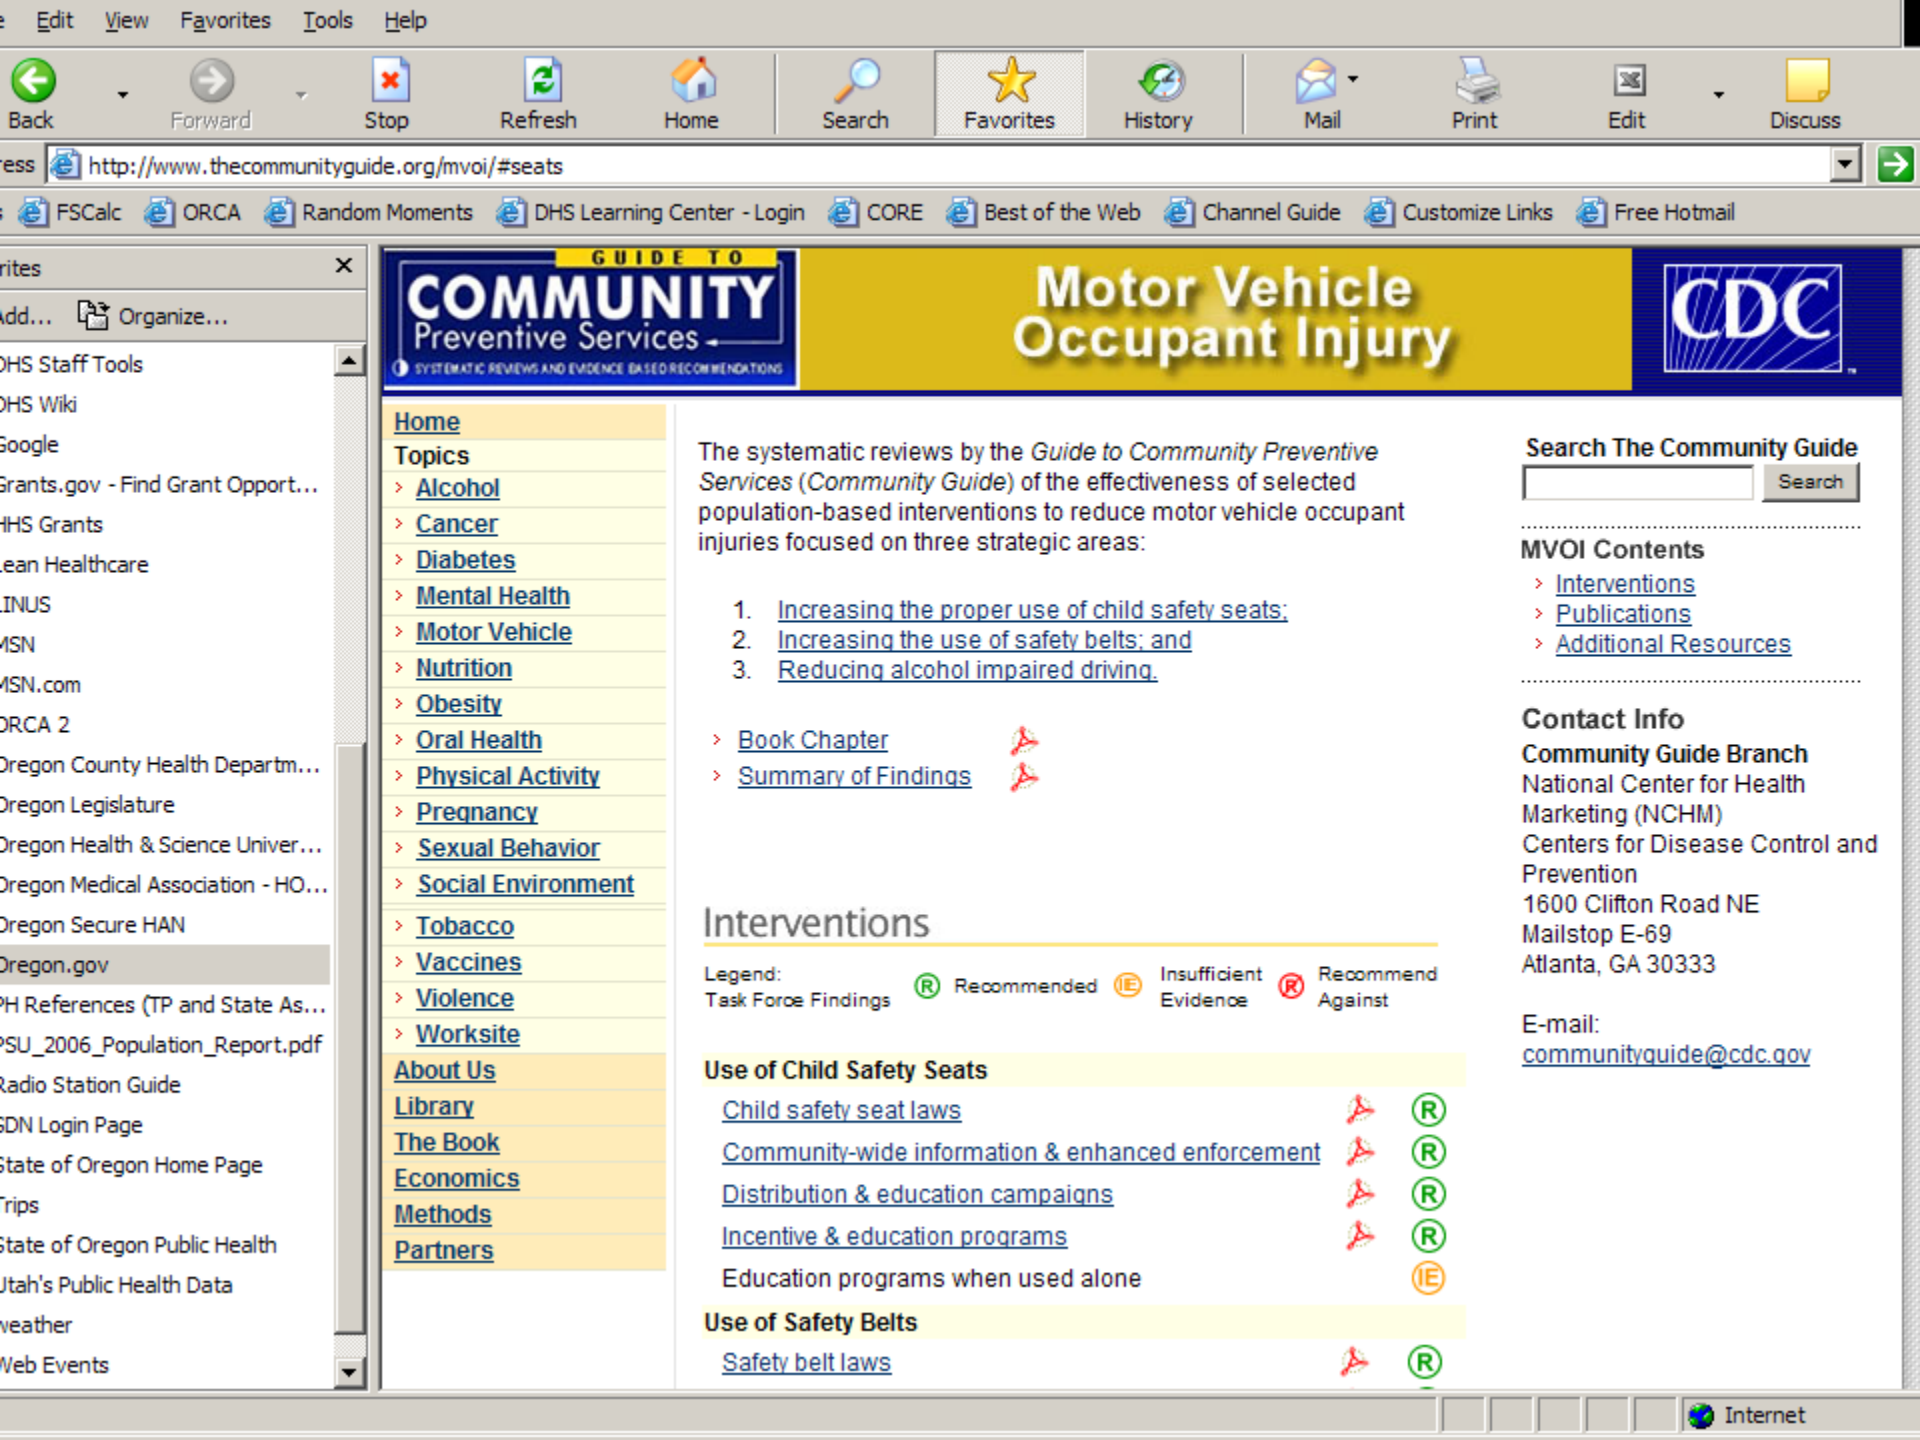 Edit View Favorites Tools Help
Back Forward Stop Refresh Home Search Favorites History Mail Print Edit Discuss
http://www.thecommunityguide.org/mvoi/#seats
FSCalc ORCA Random Moments DHS Learning Center - Login CORE Best of the Web Channel Guide Customize Links Free Hotmail
Organize...
DHS Staff Tools
DHS Wiki
Google
Grants.gov - Find Grant Opport...
HHS Grants
Lean Healthcare
LINUS
MSN
MSN.com
ORCA 2
Oregon County Health Departm...
Oregon Legislature
Oregon Health & Science Univer...
Oregon Medical Association - HO...
Oregon Secure HAN
Oregon.gov
PH References (TP and State As...
PSU_2006_Population_Report.pdf
Radio Station Guide
SDN Login Page
State of Oregon Home Page
Trips
State of Oregon Public Health
Utah's Public Health Data
weather
Web Events
GUIDE TO
COMMUNITY
Preventive Services
SYSTEMATIC REVIEWS AND EVIDENCE BASED RECOMMENDATIONS
Motor Vehicle
Occupant Injury
CDC
Home
Topics
Alcohol
Cancer
Diabetes
Mental Health
Motor Vehicle
Nutrition
Obesity
Oral Health
Physical Activity
Pregnancy
Sexual Behavior
Social Environment
Tobacco
Vaccines
Violence
Worksite
About Us
Library
The Book
Economics
Methods
Partners
The systematic reviews by the Guide to Community Preventive
Services (Community Guide) of the effectiveness of selected
population-based interventions to reduce motor vehicle occupant
injuries focused on three strategic areas:
1. Increasing the proper use of child safety seats;
2. Increasing the use of safety belts; and
3. Reducing alcohol impaired driving.
Book Chapter
Summary of Findings
Interventions
Legend:
Task Force Findings
R Recommended
IE Insufficient
Evidence
R Recommend
Against
Use of Child Safety Seats
Child safety seat laws R
Community-wide information & enhanced enforcement R
Distribution & education campaigns R
Incentive & education programs R
Education programs when used alone IE
Use of Safety Belts
Safety belt laws R
Search The Community Guide
Search
MVOI Contents
Interventions
Publications
Additional Resources
Contact Info
Community Guide Branch
National Center for Health
Marketing (NCHM)
Centers for Disease Control and
Prevention
1600 Clifton Road NE
Mailstop E-69
Atlanta, GA 30333
E-mail:
communityguide@cdc.gov
Internet